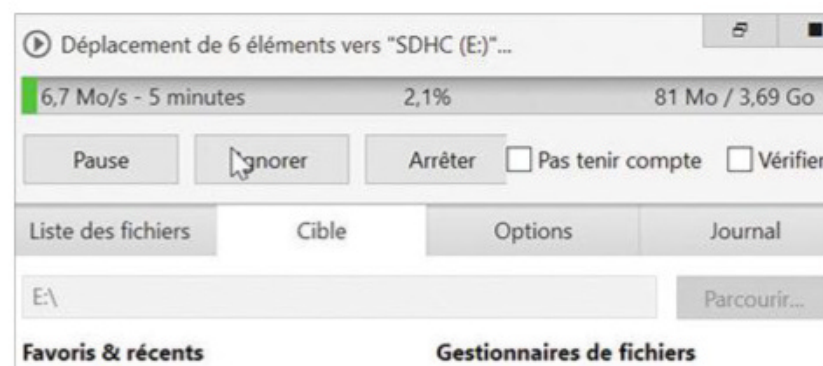 Déplacement de 6 éléments vers "SDHC (E:)"...
6,7 Mo/s - 5 minutes 2,1% 81 Mo / 3,69 Go
Pause Ignorer Arrêter Pas tenir compte Vérifier
Liste des fichiers Cible Options Journal
E:\ Parcourir...
Favoris & récents Gestionnaires de fichiers